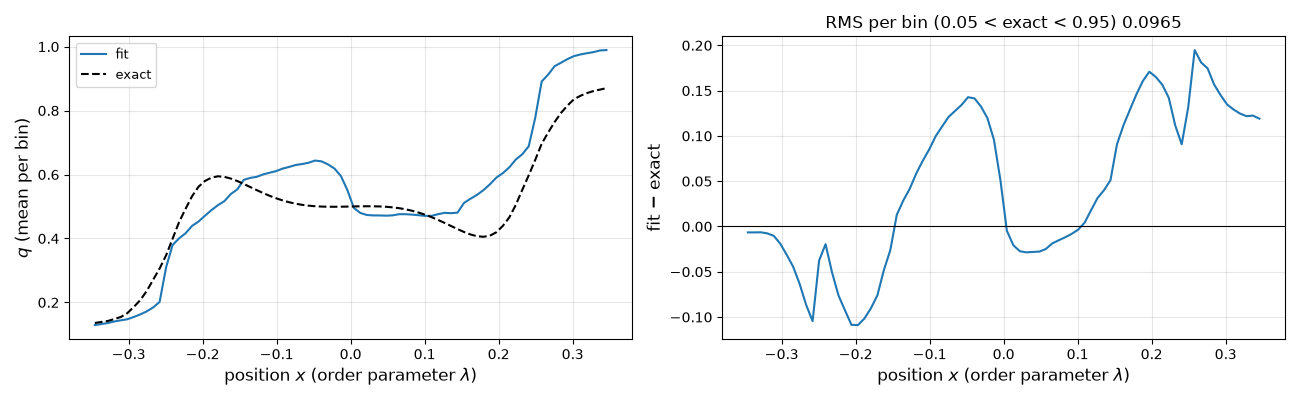 1.0
0.8
0.6
0.4
0.2
q (mean per bin)
fit
exact
−0.3 −0.2 −0.1 0.0 0.1 0.2 0.3
position x (order parameter λ)
RMS per bin (0.05 < exact < 0.95) 0.0965
0.20
0.15
0.10
0.05
0.00
−0.05
−0.10
fit − exact
−0.3 −0.2 −0.1 0.0 0.1 0.2 0.3
position x (order parameter λ)